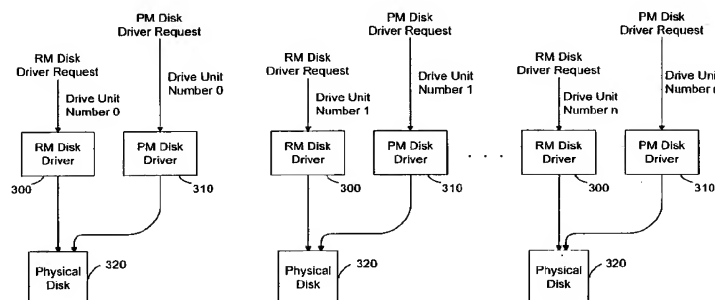 PM Disk
Driver Request
RM Disk
Driver Request
Drive Unit
Number 0
Drive Unit
Number 0
RM Disk
Driver
300
PM Disk
Driver
310
Physical
Disk
320
PM Disk
Driver Request
RM Disk
Driver Request
Drive Unit
Number 1
Drive Unit
Number 1
RM Disk
Driver
300
PM Disk
Driver
310
Physical
Disk
320
. . .
PM Disk
Driver Request
RM Disk
Driver Request
Drive Unit
Number n
Drive Unit
Number n
RM Disk
Driver
300
PM Disk
Driver
310
Physical
Disk
320